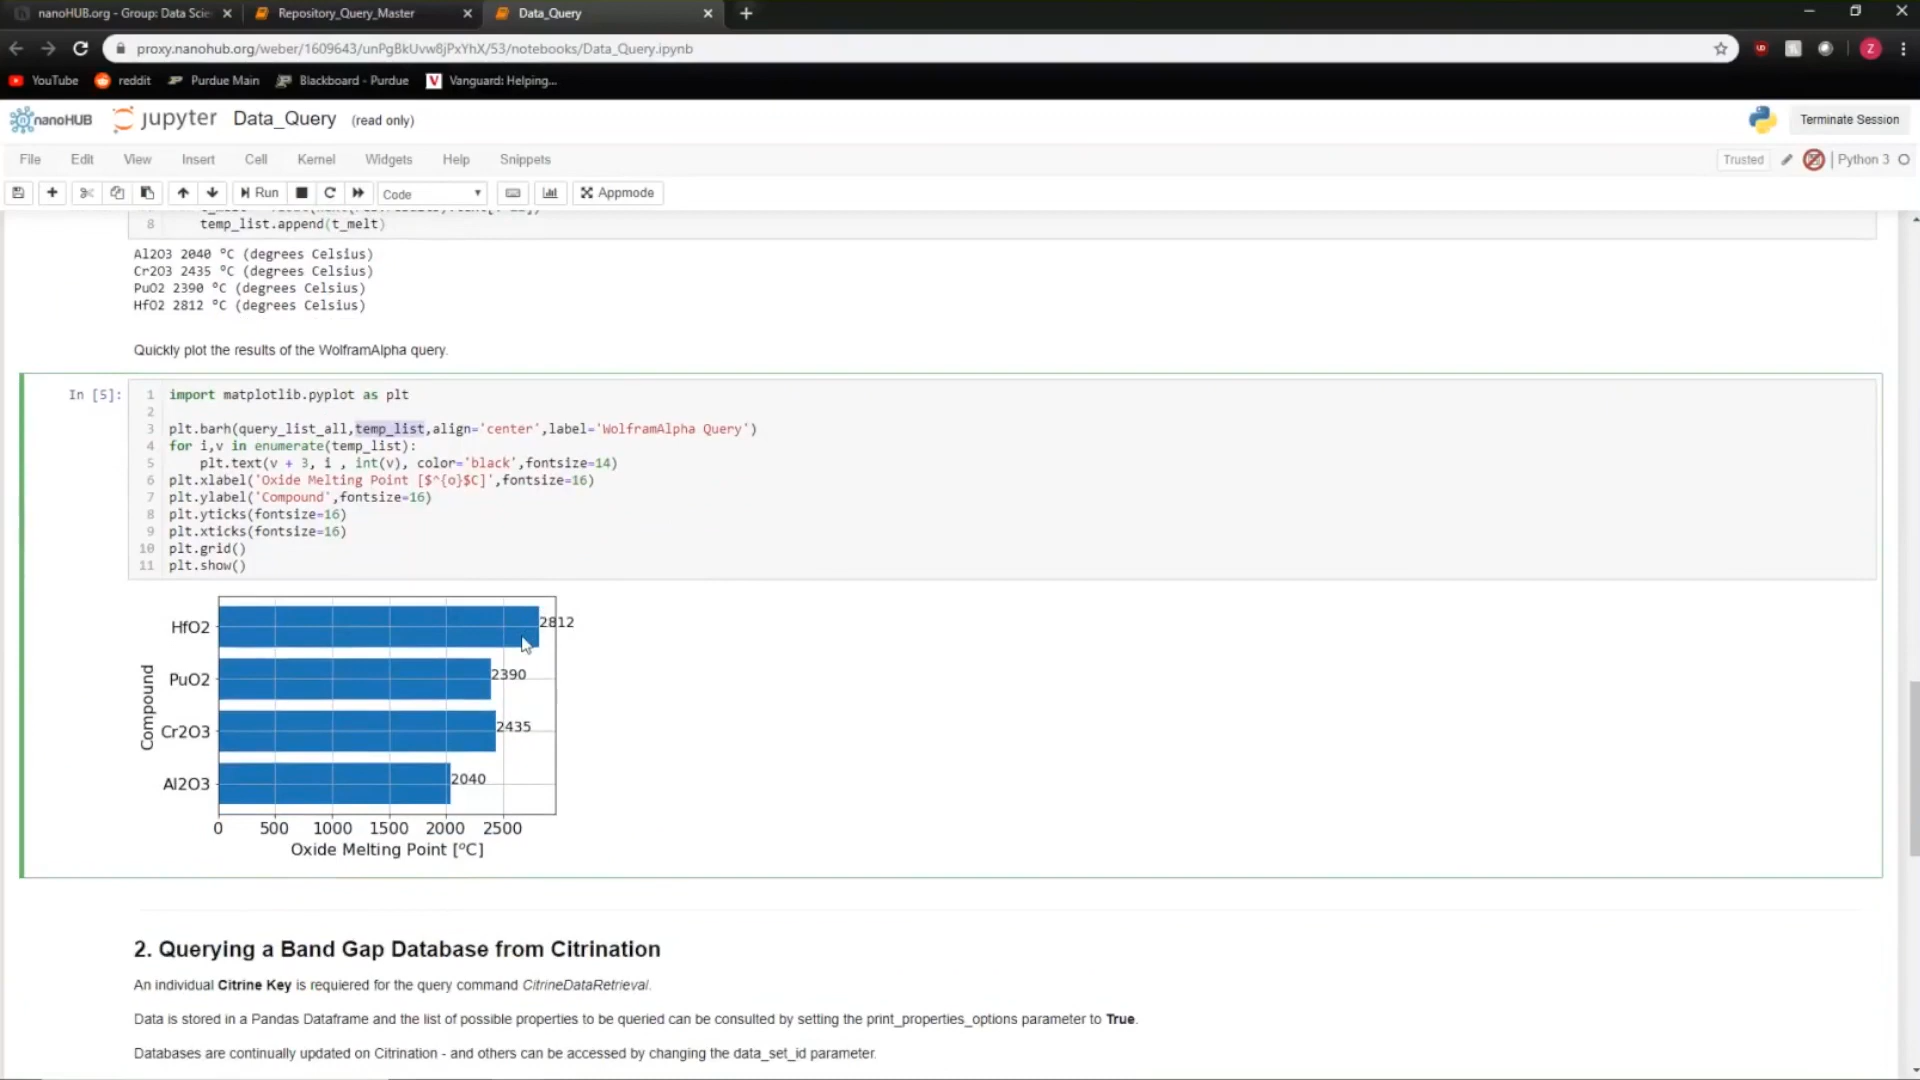 nanoHUB.org - Group: Data Scie
Repository_Query_Master
Data_Query
proxy.nanohub.org/weber/1609643/unPgBkUvw8jPxYhX/53/notebooks/Data_Query.ipynb
Z
YouTube reddit Purdue Main Blackboard - Purdue Vanguard: Helping...
nanoHUB jupyter Data_Query (read only) Terminate Session
File Edit View Insert Cell Kernel Widgets Help Snippets Trusted Python 3
Run Code Appmode
8 temp_list.append(t_melt)
Al2O3 2040 °C (degrees Celsius)
Cr2O3 2435 °C (degrees Celsius)
PuO2 2390 °C (degrees Celsius)
HfO2 2812 °C (degrees Celsius)
Quickly plot the results of the WolframAlpha query.
In [5]: 1 import matplotlib.pyplot as plt
2
3 plt.barh(query_list_all,temp_list,align='center',label='WolframAlpha Query')
4 for i,v in enumerate(temp_list):
5 plt.text(v + 3, i , int(v), color='black',fontsize=14)
6 plt.xlabel('Oxide Melting Point [$^{o}$C]',fontsize=16)
7 plt.ylabel('Compound',fontsize=16)
8 plt.yticks(fontsize=16)
9 plt.xticks(fontsize=16)
10 plt.grid()
11 plt.show()
HfO2 2812
PuO2 2390
Cr2O3 2435
Al2O3 2040
Compound
0 500 1000 1500 2000 2500
Oxide Melting Point [°C]
2. Querying a Band Gap Database from Citrination
An individual Citrine Key is requiered for the query command CitrineDataRetrieval.
Data is stored in a Pandas Dataframe and the list of possible properties to be queried can be consulted by setting the print_properties_options parameter to True.
Databases are continually updated on Citrination - and others can be accessed by changing the data_set_id parameter.